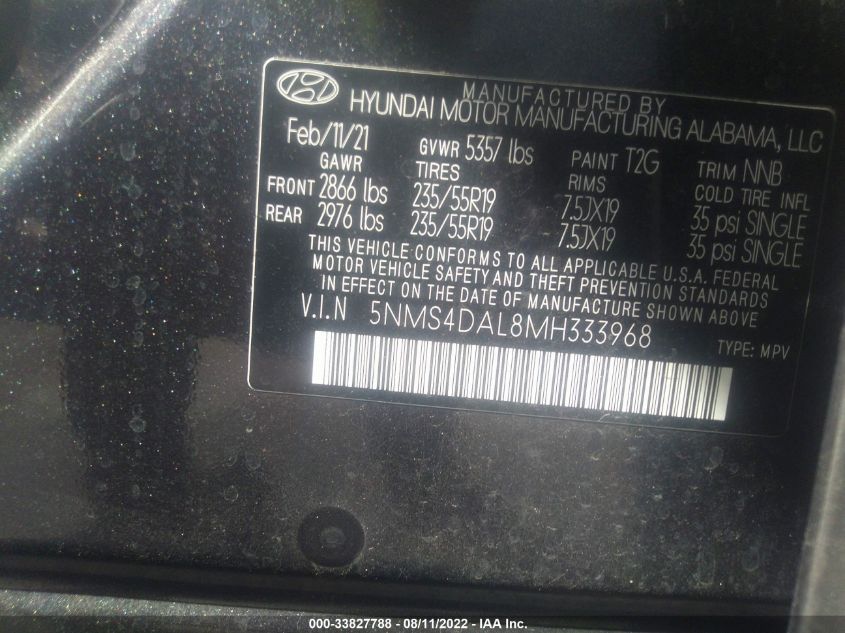 MANUFACTURED BY
HYUNDAI MOTOR MANUFACTURING ALABAMA, LLC
Feb/11/21 GVWR 5357 lbs PAINT T2G TRIM NNB
GAWR TIRES RIMS COLD TIRE INFL
FRONT 2866 lbs 235/55R19 7.5JX19 35 psi SINGLE
REAR 2976 lbs 235/55R19 7.5JX19 35 psi SINGLE
THIS VEHICLE CONFORMS TO ALL APPLICABLE U.S.A. FEDERAL
MOTOR VEHICLE SAFETY AND THEFT PREVENTION STANDARDS
IN EFFECT ON THE DATE OF MANUFACTURE SHOWN ABOVE
V.I.N 5NMS4DAL8MH333968 TYPE: MPV
000-33827788 - 08/11/2022 - IAA Inc.